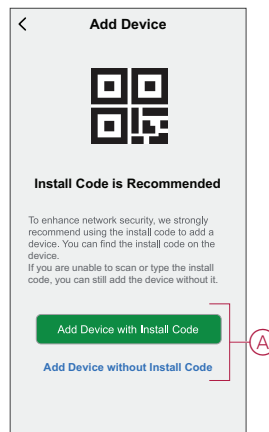 Add Device
Install Code is Recommended
To enhance network security, we strongly
recommend using the install code to add a
device. You can find the install code on the
device.
If you are unable to scan or type the install
code, you can still add the device without it.
Add Device with Install Code
A
Add Device without Install Code